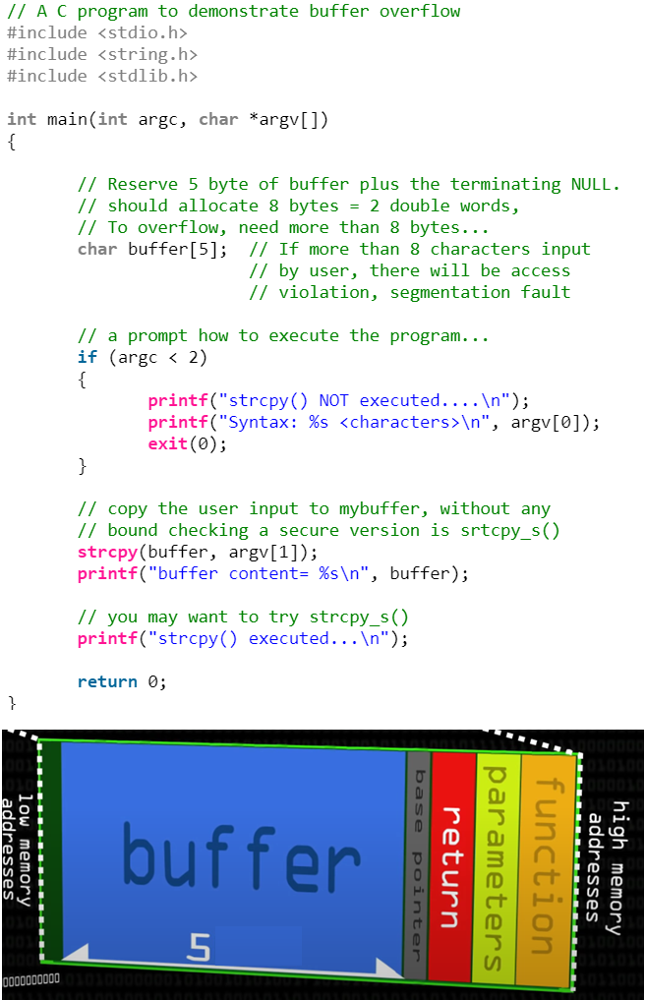 // A C program to demonstrate buffer overflow
#include <stdio.h>
#include <string.h>
#include <stdlib.h>
int main(int argc, char *argv[])
{
// Reserve 5 byte of buffer plus the terminating NULL.
// should allocate 8 bytes = 2 double words,
// To overflow, need more than 8 bytes...
char buffer[5];  // If more than 8 characters input
// by user, there will be access
// violation, segmentation fault
// a prompt how to execute the program...
if (argc < 2)
{
printf("strcpy() NOT executed....\n");
printf("Syntax: %s <characters>\n", argv[0]);
exit(0);
}
// copy the user input to mybuffer, without any
// bound checking a secure version is srtcpy_s()
strcpy(buffer, argv[1]);
printf("buffer content= %s\n", buffer);
// you may want to try strcpy_s()
printf("strcpy() executed...\n");
return 0;
}
low memory
addresses
buffer
5
base pointer
return
parameters
function
high memory
addresses